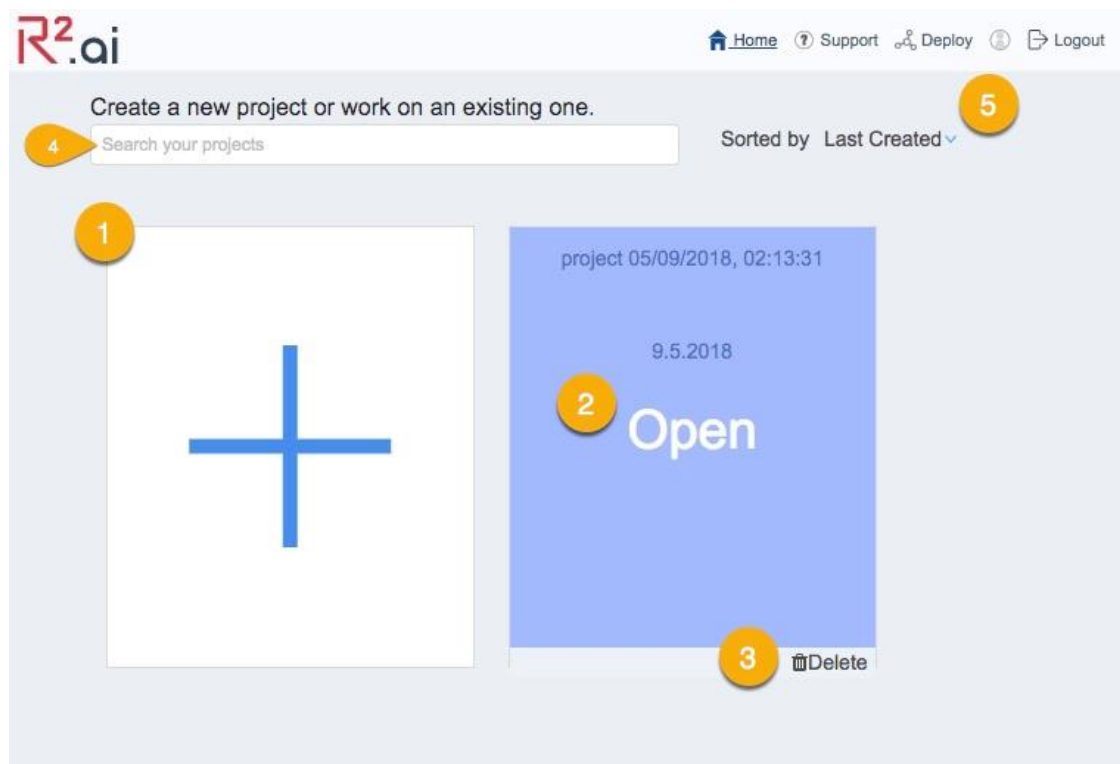 R².ai
Home Support Deploy Logout
5
Create a new project or work on an existing one.
4 Search your projects
Sorted by Last Created
1
project 05/09/2018, 02:13:31
9.5.2018
2
Open
3
Delete